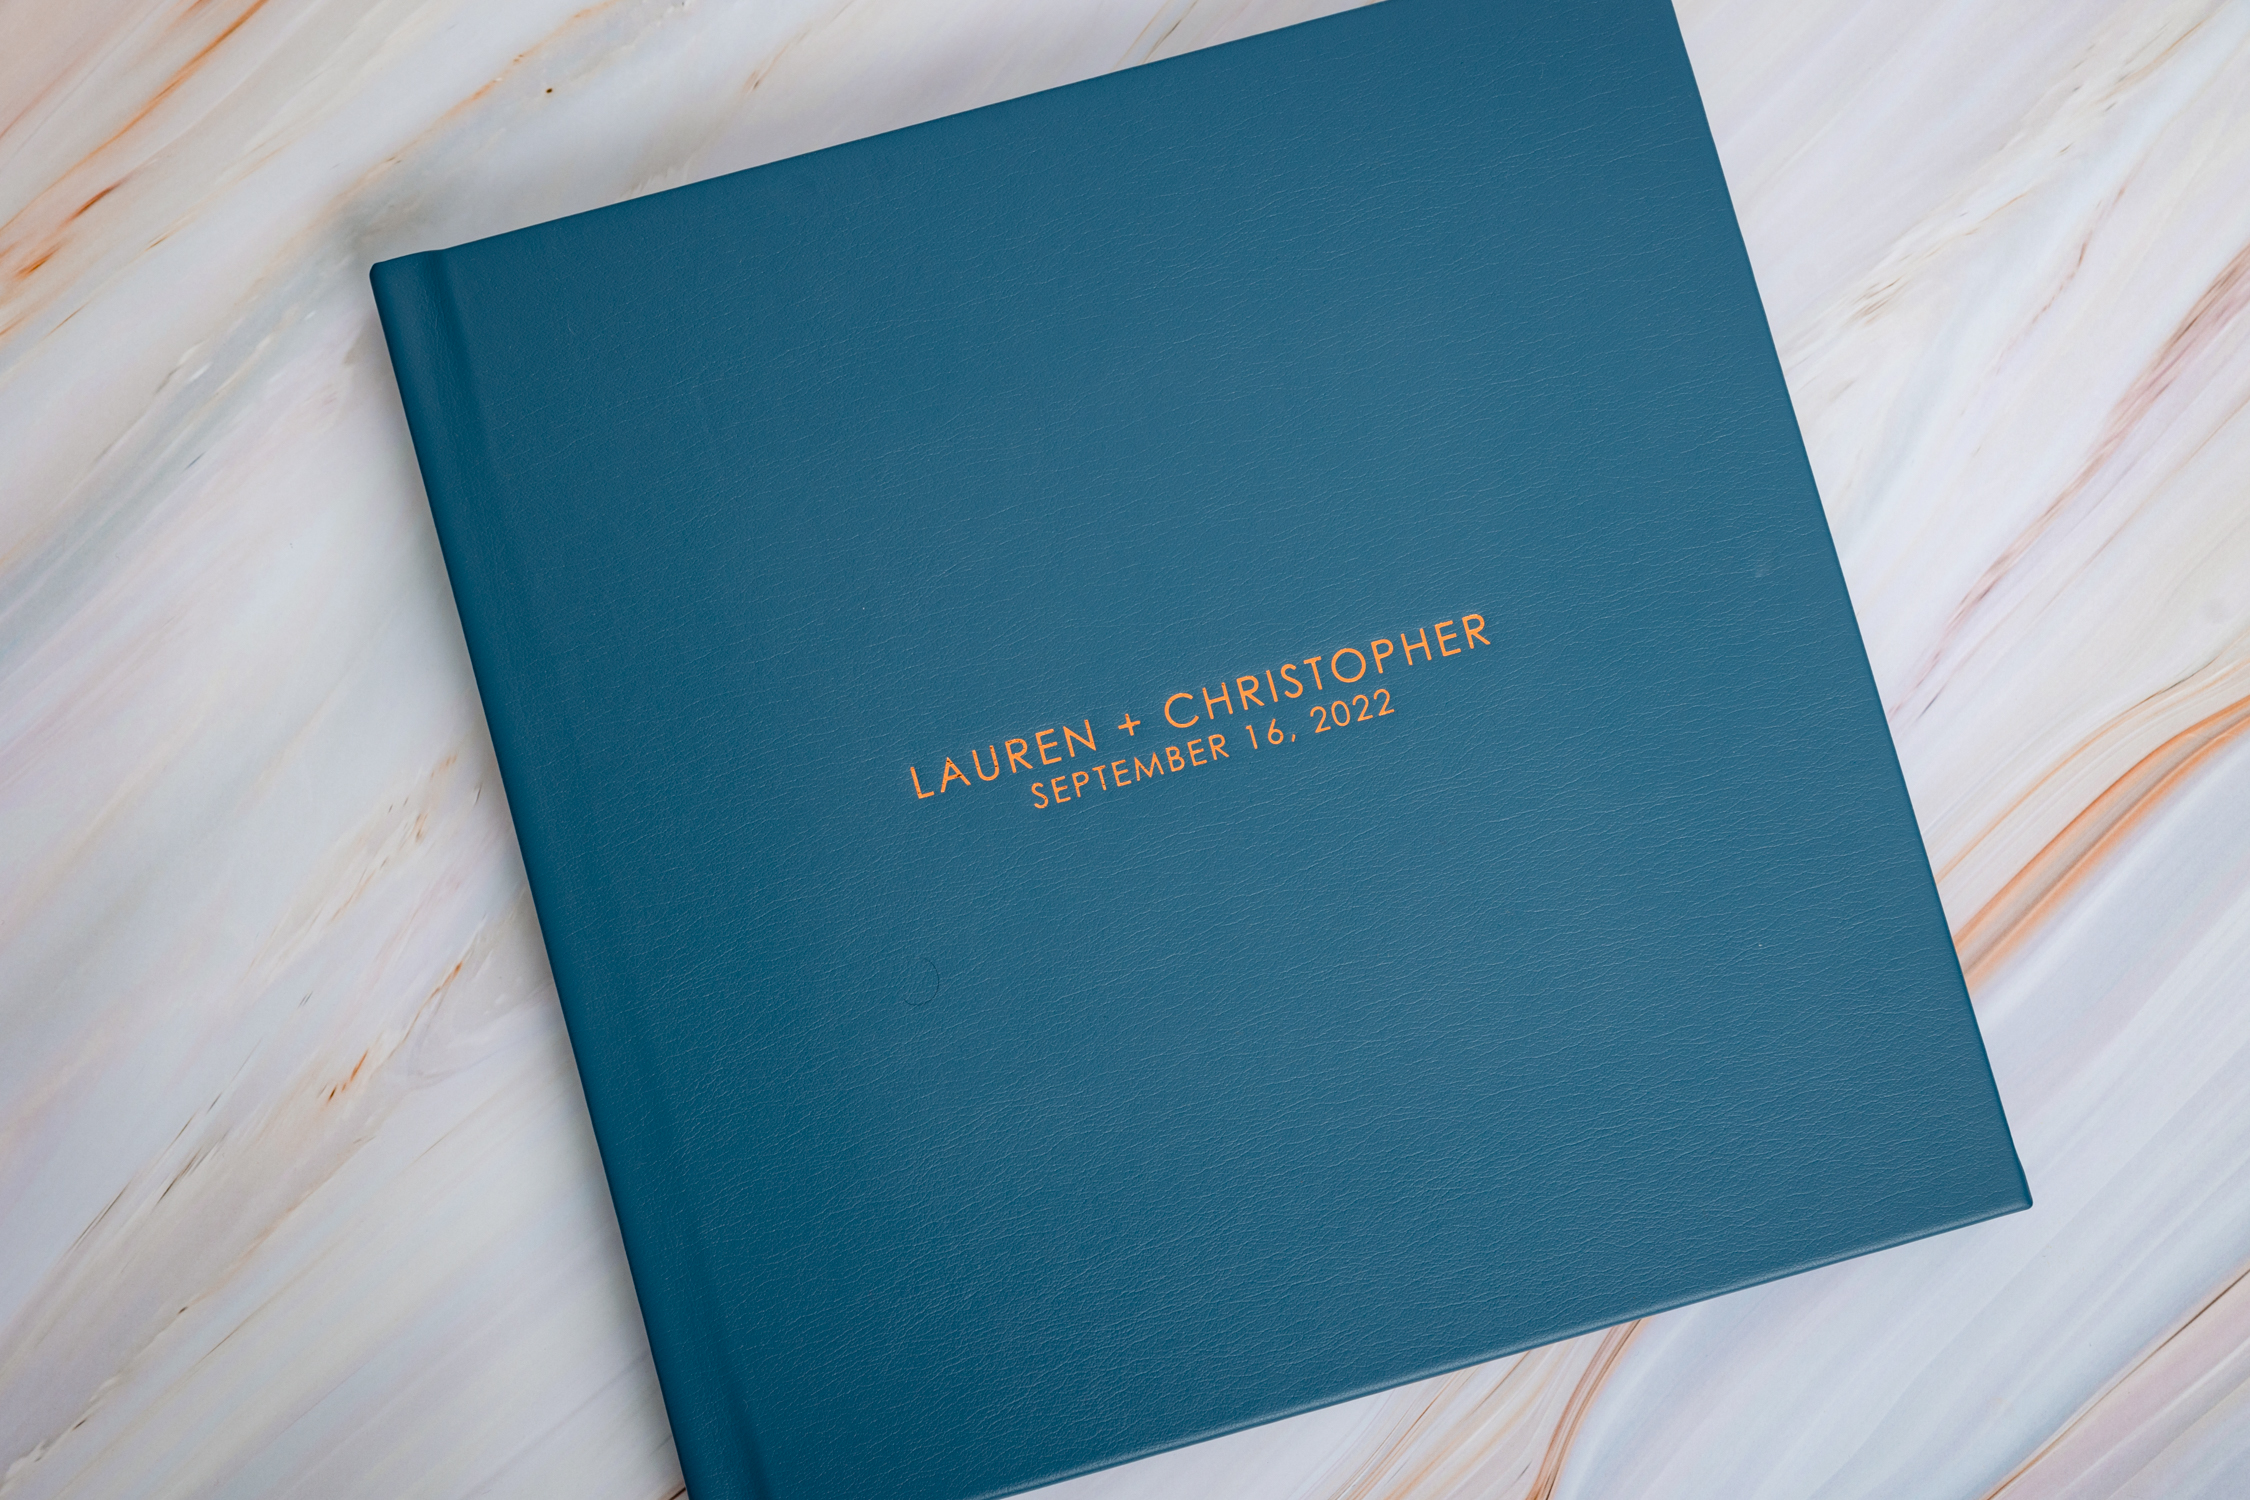 LAUREN + CHRISTOPHER
SEPTEMBER 16, 2022